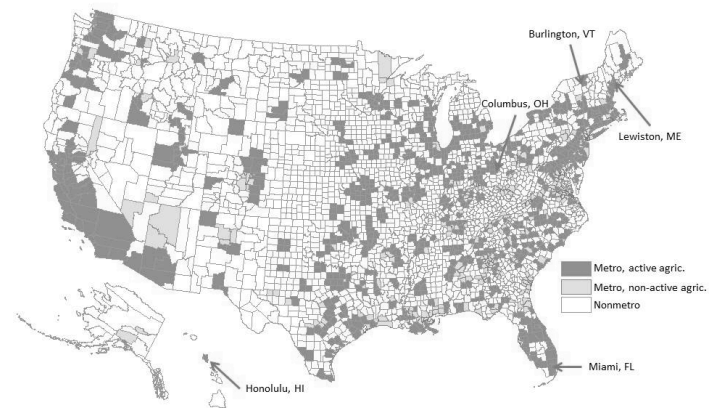 Burlington, VT
Columbus, OH
Lewiston, ME
Metro, active agric.
Metro, non-active agric.
Nonmetro
Miami, FL
Honolulu, HI